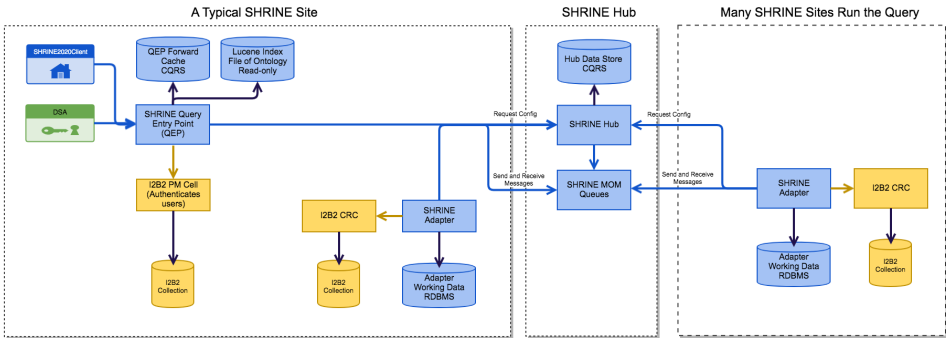 A Typical SHRINE Site
SHRINE Hub
Many SHRINE Sites Run the Query
SHRINE2020Client
QEP Forward
Cache
CQRS
Lucene Index
File of Ontology
Read-only
Hub Data Store
CQRS
DSA
SHRINE Query
Entry Point
(QEP)
Request Config
SHRINE Hub
Request Config
I2B2 PM Cell
(Authenticates
users)
Send and Receive
Messages
SHRINE MOM
Queues
Send and Receive
Messages
SHRINE
Adapter
I2B2 CRC
I2B2 CRC
SHRINE
Adapter
I2B2
Collection
I2B2
Collection
Adapter
Working Data
RDBMS
Adapter
Working Data
RDBMS
I2B2
Collection